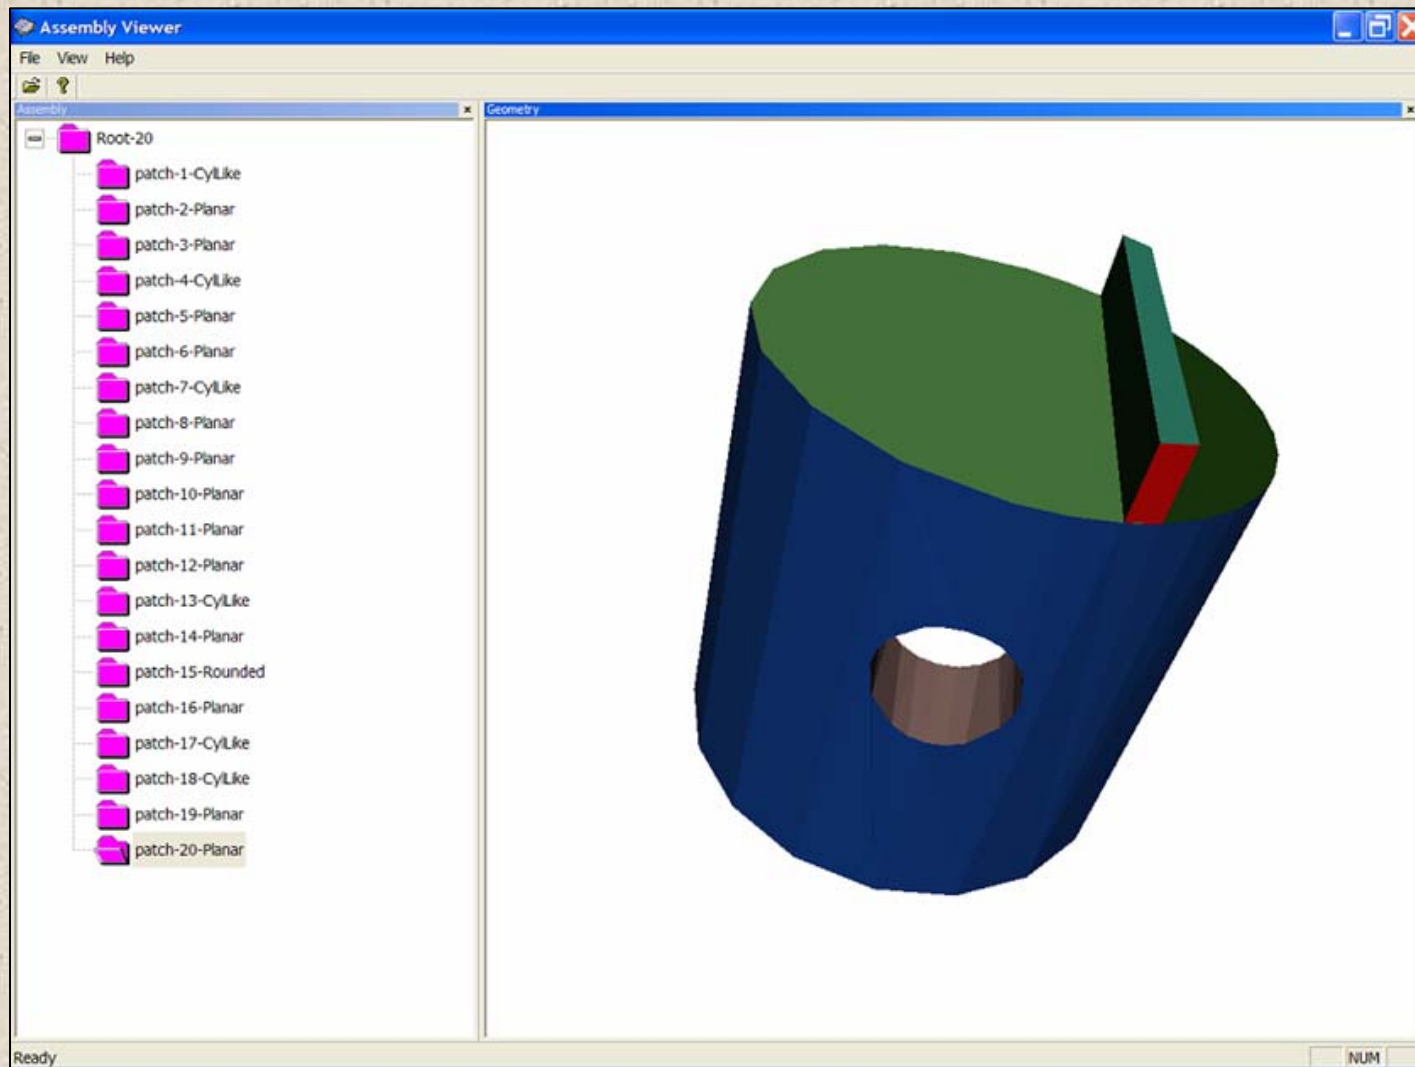 Assembly Viewer
File View Help
Assembly
Geometry
Root-20
patch-1-CylLike
patch-2-Planar
patch-3-Planar
patch-4-CylLike
patch-5-Planar
patch-6-Planar
patch-7-CylLike
patch-8-Planar
patch-9-Planar
patch-10-Planar
patch-11-Planar
patch-12-Planar
patch-13-CylLike
patch-14-Planar
patch-15-Rounded
patch-16-Planar
patch-17-CylLike
patch-18-CylLike
patch-19-Planar
patch-20-Planar
Ready
NUM